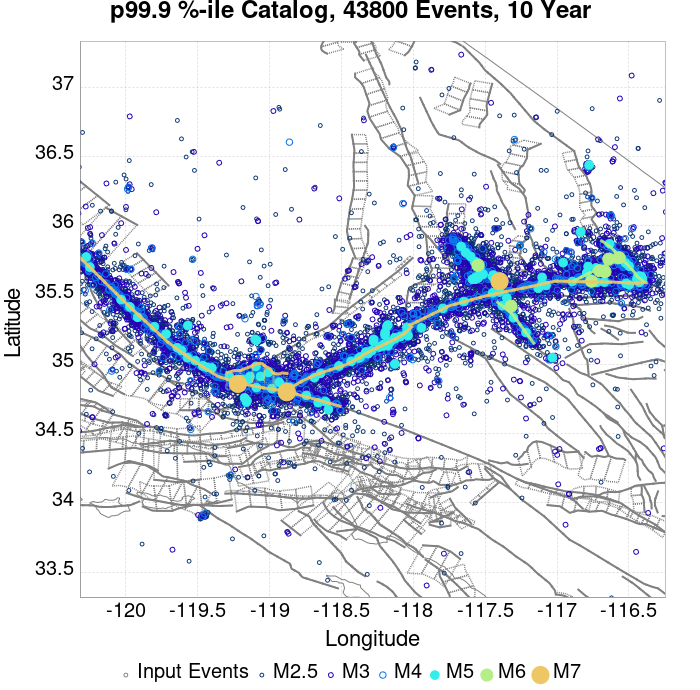 p99.9 %-ile Catalog, 43800 Events, 10 Year
37
36.5
36
35.5
35
34.5
34
33.5
Latitude
-120 -119.5 -119 -118.5 -118 -117.5 -117 -116.5
Longitude
Input Events M2.5 M3 M4 M5 M6 M7